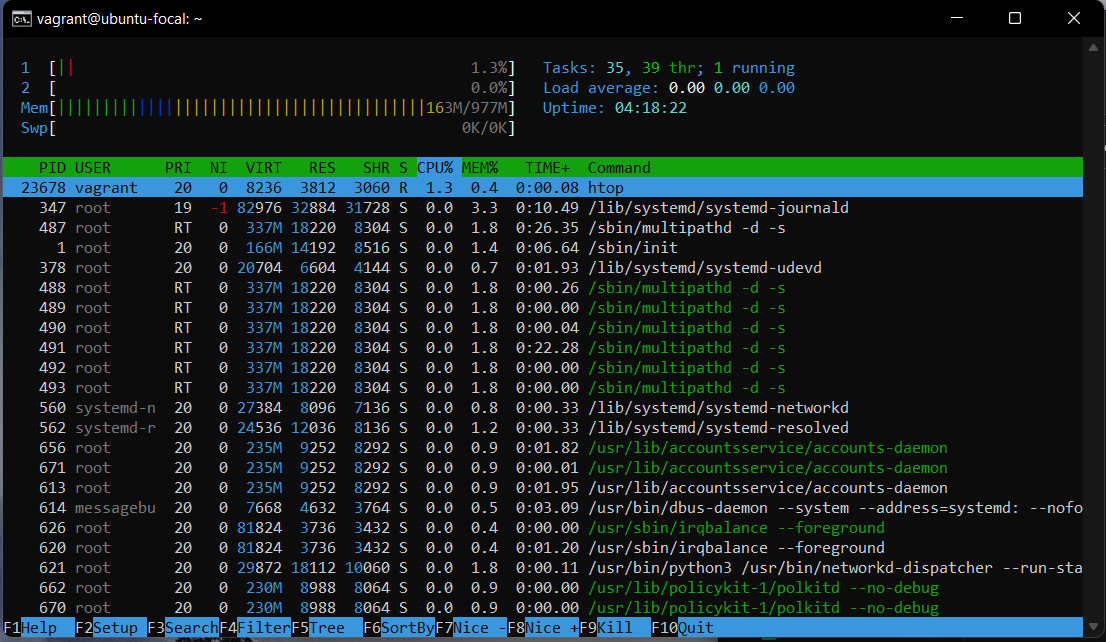 vagrant@ubuntu-focal: ~
1 [|| 1.3%] Tasks: 35, 39 thr; 1 running
2 [ 0.0%] Load average: 0.00 0.00 0.00
Mem[||||||||||||||||||||||||||||||||||||||||||163M/977M] Uptime: 04:18:22
Swp[ 0K/0K]
PID USER PRI NI VIRT RES SHR S CPU% MEM% TIME+ Command
23678 vagrant 20 0 8236 3812 3060 R 1.3 0.4 0:00.08 htop
347 root 19 -1 82976 32884 31728 S 0.0 3.3 0:10.49 /lib/systemd/systemd-journald
487 root RT 0 337M 18220 8304 S 0.0 1.8 0:26.35 /sbin/multipathd -d -s
1 root 20 0 166M 14192 8516 S 0.0 1.4 0:06.64 /sbin/init
378 root 20 0 20704 6604 4144 S 0.0 0.7 0:01.93 /lib/systemd/systemd-udevd
488 root RT 0 337M 18220 8304 S 0.0 1.8 0:00.26 /sbin/multipathd -d -s
489 root RT 0 337M 18220 8304 S 0.0 1.8 0:00.00 /sbin/multipathd -d -s
490 root RT 0 337M 18220 8304 S 0.0 1.8 0:00.04 /sbin/multipathd -d -s
491 root RT 0 337M 18220 8304 S 0.0 1.8 0:22.28 /sbin/multipathd -d -s
492 root RT 0 337M 18220 8304 S 0.0 1.8 0:00.00 /sbin/multipathd -d -s
493 root RT 0 337M 18220 8304 S 0.0 1.8 0:00.00 /sbin/multipathd -d -s
560 systemd-n 20 0 27384 8096 7136 S 0.0 0.8 0:00.33 /lib/systemd/systemd-networkd
562 systemd-r 20 0 24536 12036 8136 S 0.0 1.2 0:00.33 /lib/systemd/systemd-resolved
656 root 20 0 235M 9252 8292 S 0.0 0.9 0:01.82 /usr/lib/accountsservice/accounts-daemon
671 root 20 0 235M 9252 8292 S 0.0 0.9 0:00.01 /usr/lib/accountsservice/accounts-daemon
613 root 20 0 235M 9252 8292 S 0.0 0.9 0:01.95 /usr/lib/accountsservice/accounts-daemon
614 messagebu 20 0 7668 4632 3764 S 0.0 0.5 0:03.09 /usr/bin/dbus-daemon --system --address=systemd: --nofo
626 root 20 0 81824 3736 3432 S 0.0 0.4 0:00.00 /usr/sbin/irqbalance --foreground
620 root 20 0 81824 3736 3432 S 0.0 0.4 0:01.20 /usr/sbin/irqbalance --foreground
621 root 20 0 29872 18112 10060 S 0.0 1.8 0:00.11 /usr/bin/python3 /usr/bin/networkd-dispatcher --run-sta
662 root 20 0 230M 8988 8064 S 0.0 0.9 0:00.00 /usr/lib/policykit-1/polkitd --no-debug
670 root 20 0 230M 8988 8064 S 0.0 0.9 0:00.00 /usr/lib/policykit-1/polkitd --no-debug
F1Help F2Setup F3SearchF4FilterF5Tree F6SortByF7Nice -F8Nice +F9Kill F10Quit